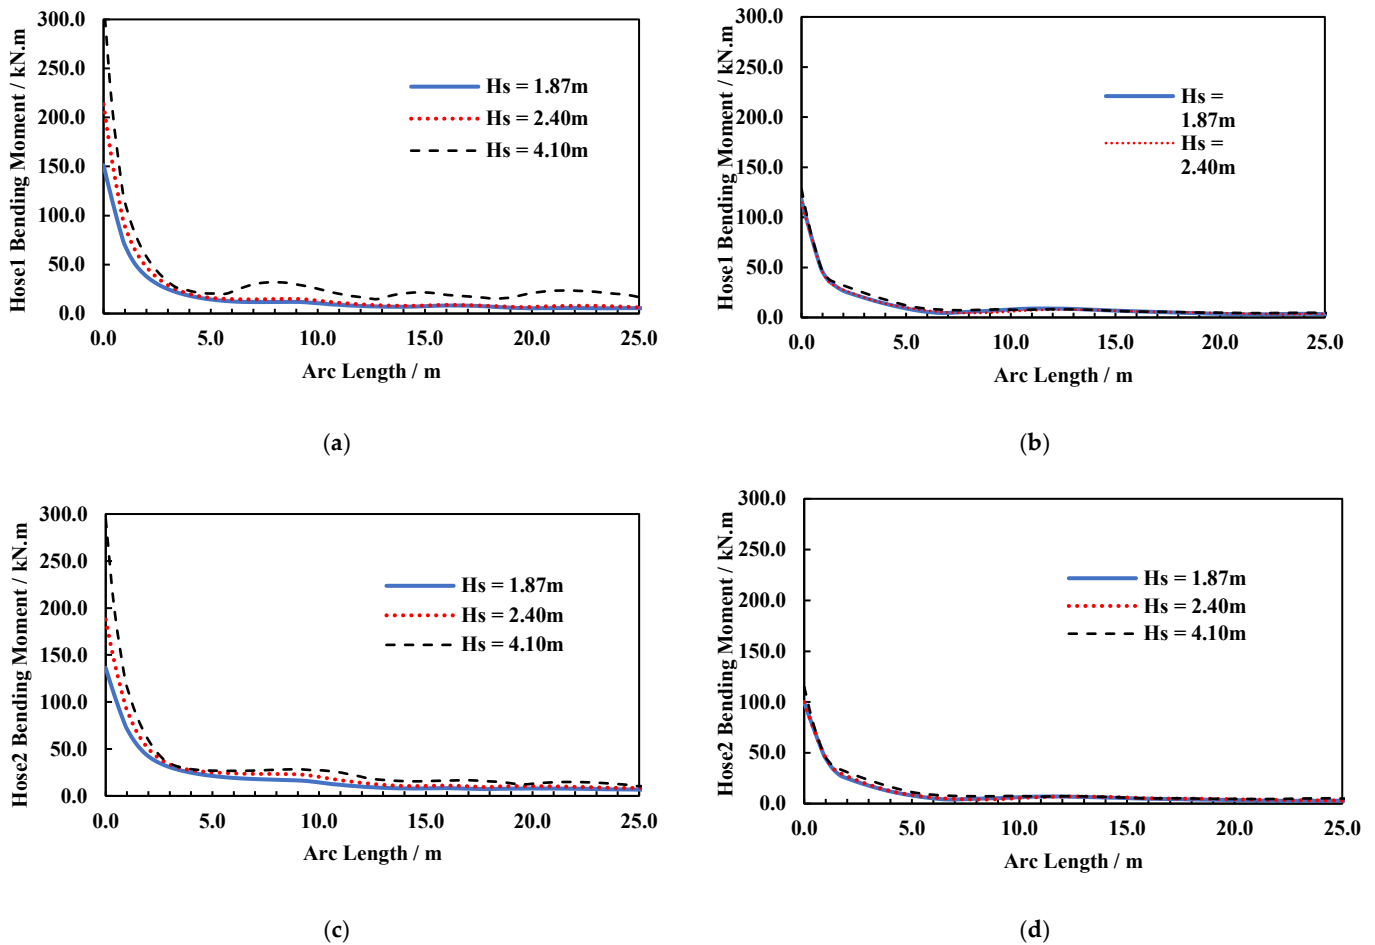 Hose1 Bending Moment / kN.m
300.0
250.0
200.0
150.0
100.0
50.0
0.0
Hs = 1.87m
Hs = 2.40m
Hs = 4.10m
0.0 5.0 10.0 15.0 20.0 25.0
Arc Length / m
(a)
Hose1 Bending Moment / kN.m
300.0
250.0
200.0
150.0
100.0
50.0
0.0
Hs =
1.87m
Hs =
2.40m
0.0 5.0 10.0 15.0 20.0 25.0
Arc Length / m
(b)
Hose2 Bending Moment / kN.m
300.0
250.0
200.0
150.0
100.0
50.0
0.0
Hs = 1.87m
Hs = 2.40m
Hs = 4.10m
0.0 5.0 10.0 15.0 20.0 25.0
Arc Length / m
(c)
Hose2 Bending Moment / kN.m
300.0
250.0
200.0
150.0
100.0
50.0
0.0
Hs = 1.87m
Hs = 2.40m
Hs = 4.10m
0.0 5.0 10.0 15.0 20.0 25.0
Arc Length / m
(d)